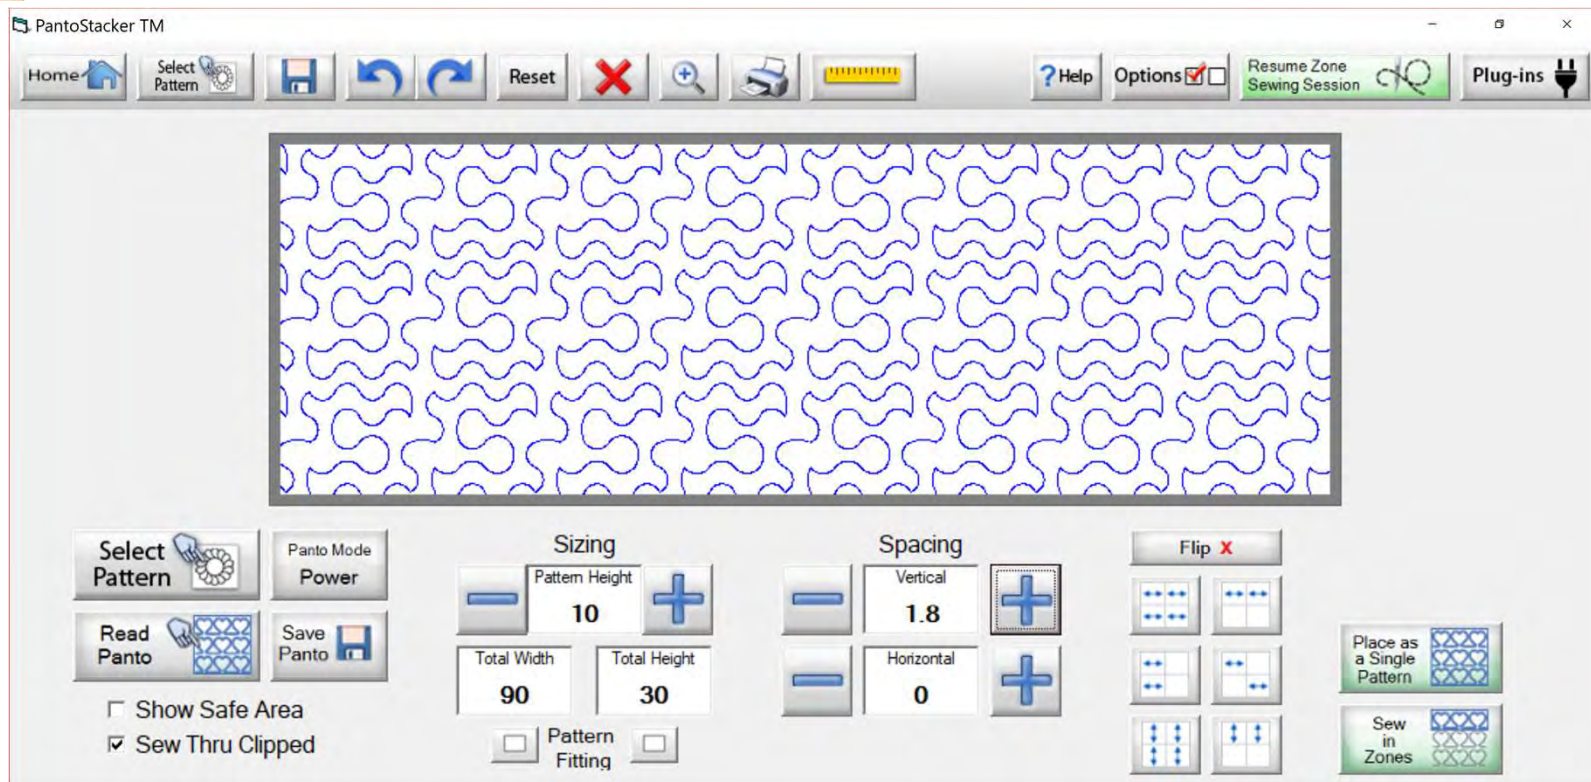 PantoStacker TM
Home
Select
Pattern
Reset
?Help
Options
Resume Zone
Sewing Session
Plug-ins
Select
Pattern
Panto Mode
Power
Read
Panto
Save
Panto
Show Safe Area
Sew Thru Clipped
Sizing
Pattern Height
10
Total Width
90
Total Height
30
Pattern
Fitting
Spacing
Vertical
1.8
Horizontal
0
Flip X
Place as
a Single
Pattern
Sew
in
Zones